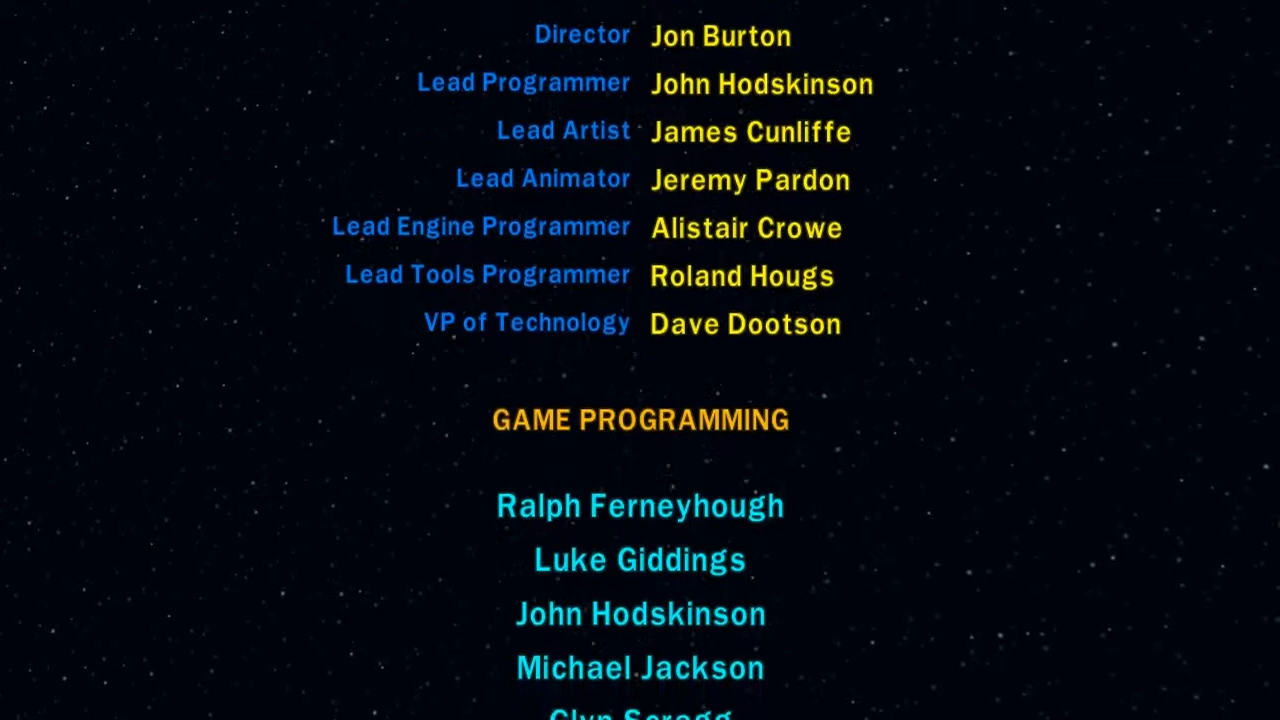 Director Jon Burton
Lead Programmer John Hodskinson
Lead Artist James Cunliffe
Lead Animator Jeremy Pardon
Lead Engine Programmer Alistair Crowe
Lead Tools Programmer Roland Hougs
VP of Technology Dave Dootson
GAME PROGRAMMING
Ralph Ferneyhough
Luke Giddings
John Hodskinson
Michael Jackson
Glyn Scragg